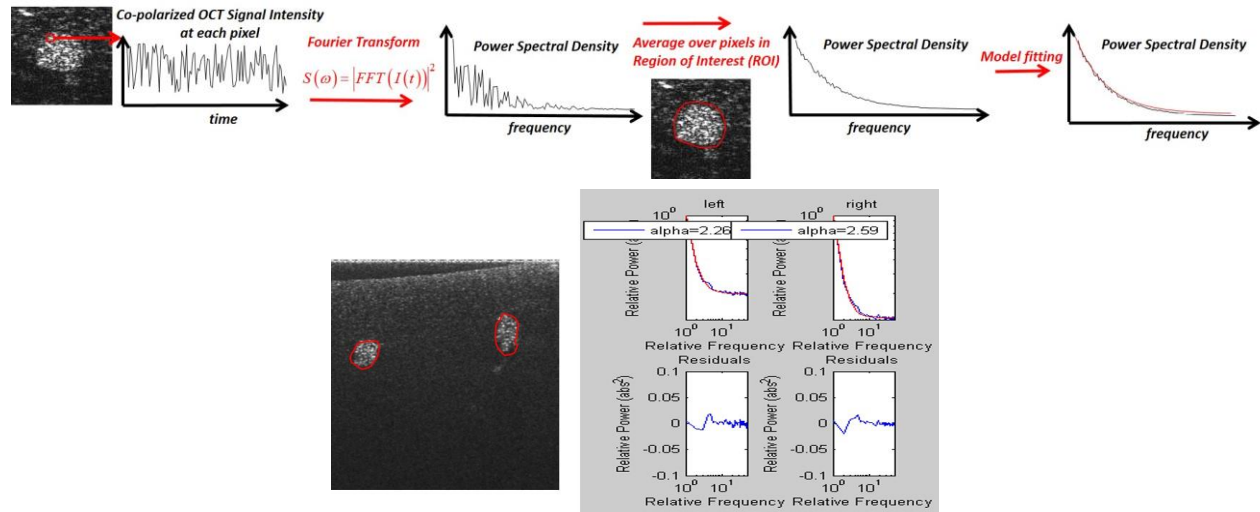 Co-polarized OCT Signal Intensity
at each pixel
time
Fourier Transform
S(ω) = |FFT(I(t))|²
Power Spectral Density
frequency
Average over pixels in
Region of Interest (ROI)
Power Spectral Density
frequency
Model fitting
Power Spectral Density
frequency
left
right
10⁰
10⁰
alpha=2.26
alpha=2.59
Relative Power (a
Relative Power (a
10⁰ 10¹
10⁰ 10¹
Relative Frequency
Relative Frequency
Residuals
Residuals
Relative Power (abs²)
0.1
0.05
0
-0.05
-0.1
Relative Power (abs²)
0.1
0.05
0
-0.05
-0.1
10⁰ 10¹
10⁰ 10¹
Relative Frequency
Relative Frequency